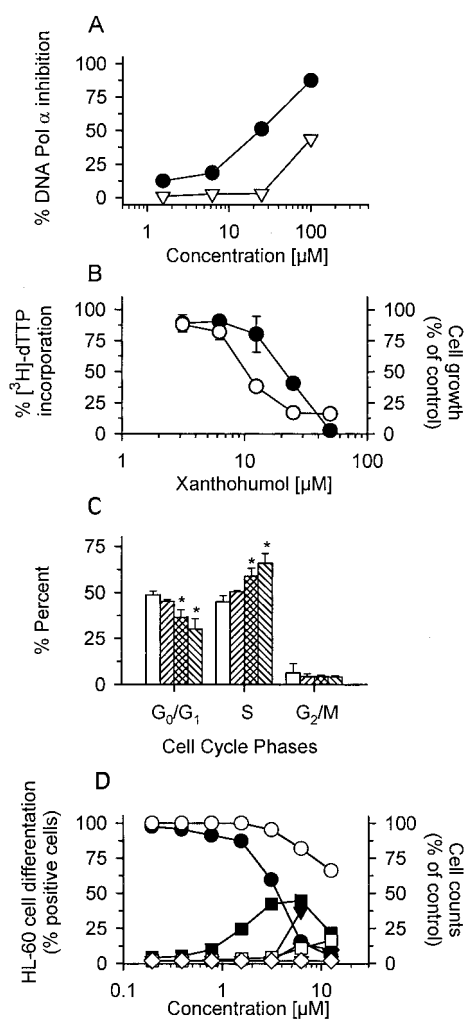 A
% DNA Pol α inhibition
100
75
50
25
0
1
10
100
Concentration [µM]
B
% [³H]-dTTP
incorporation
100
75
50
25
0
100
75
50
25
0
Cell growth
(% of control)
1
10
100
Xanthohumol [µM]
C
% Percent
75
50
25
0
*
*
*
*
G₀/G₁
S
G₂/M
Cell Cycle Phases
D
HL-60 cell differentation
(% positive cells)
100
75
50
25
0
100
75
50
25
0
Cell counts
(% of control)
0.1
1
10
Concentration [µM]